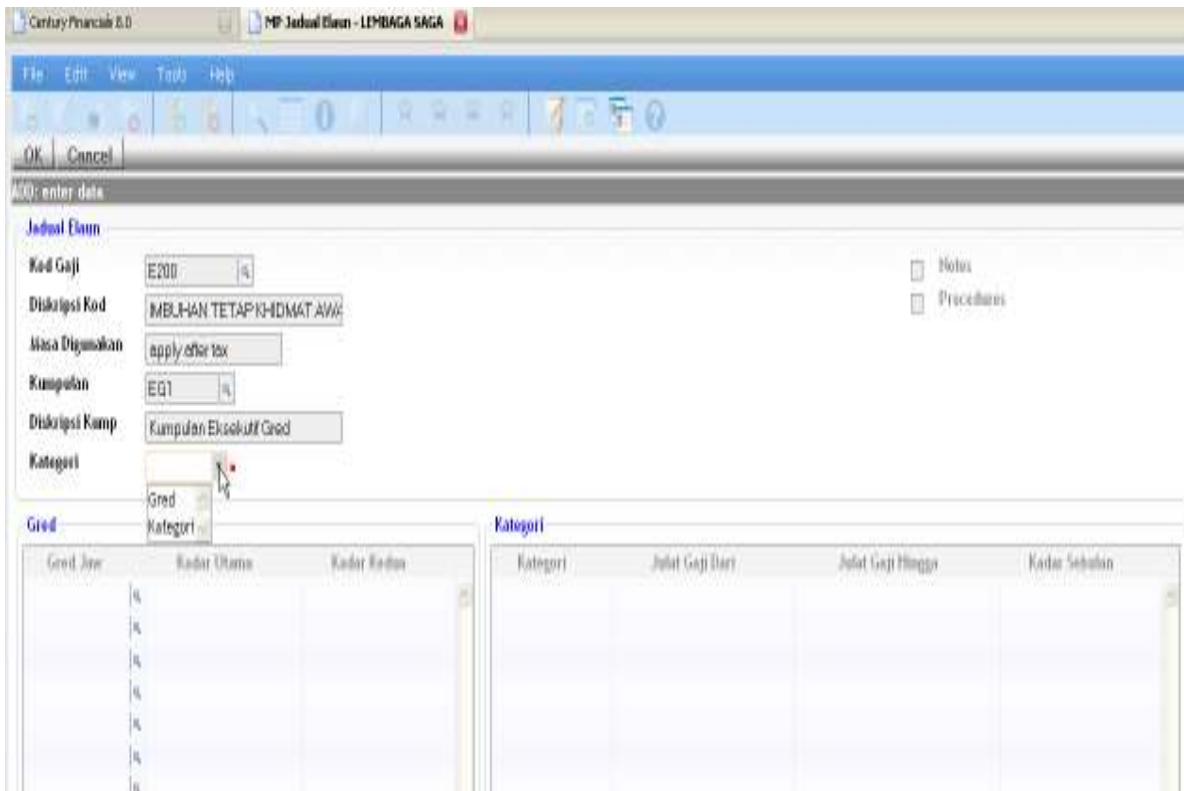 Century Financials 8.0 MP Jadual Elaun - LEMBAGA SAGA
File Edit View Tools Help
OK Cancel
ADD: enter data
Jadual Elaun
Kod Gaji E200 Notes
Diskripsi Kod IMBUHAN TETAP KHIDMAT AWA Procedures
Masa Digunakan apply after tax
Kumpulan EG1
Diskripsi Kump Kumpulan Eksekutif Gred
Kategori
Gred
Kategori
Gred Kategori
Gred Jaw Kadar Utama Kadar Kedua Kategori Julat Gaji Dari Julat Gaji Hingga Kadar Sebulan